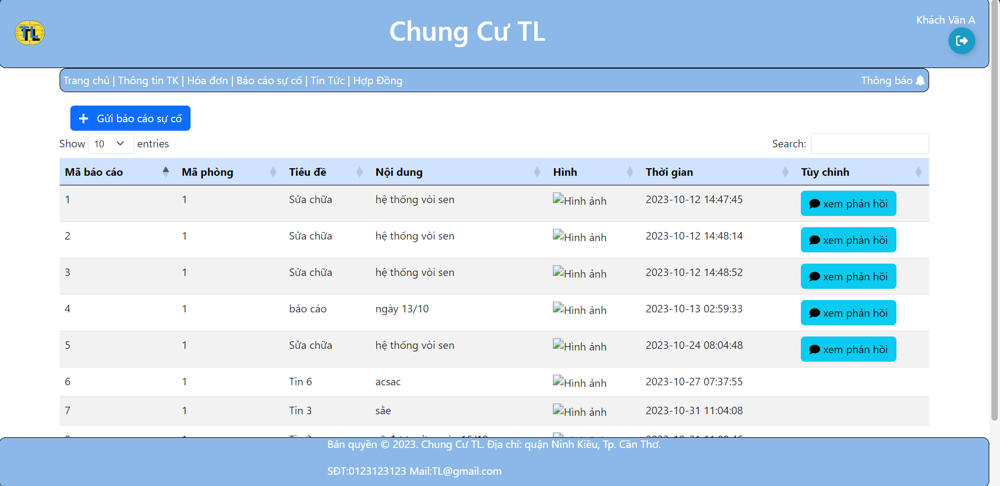 TL
Chung Cư TL
Khách Văn A
Trang chủ | Thông tin TK | Hóa đơn | Báo cáo sự cố | Tin Tức | Hợp Đồng
Thông báo
Gửi báo cáo sự cố
Show 10 entries
Search:
Mã báo cáo Mã phòng Tiêu đề Nội dung Hình Thời gian Tùy chỉnh
1 1 Sửa chữa hệ thống vòi sen Hình ảnh 2023-10-12 14:47:45 xem phản hồi
2 1 Sửa chữa hệ thống vòi sen Hình ảnh 2023-10-12 14:48:14 xem phản hồi
3 1 Sửa chữa hệ thống vòi sen Hình ảnh 2023-10-12 14:48:52 xem phản hồi
4 1 báo cáo ngày 13/10 Hình ảnh 2023-10-13 02:59:33 xem phản hồi
5 1 Sửa chữa hệ thống vòi sen Hình ảnh 2023-10-24 08:04:48 xem phản hồi
6 1 Tin 6 acsac Hình ảnh 2023-10-27 07:37:55
7 1 Tin 3 sằe Hình ảnh 2023-10-31 11:04:08
Bản quyền © 2023. Chung Cư TL. Địa chỉ: quận Ninh Kiều, Tp. Cần Thơ.
SĐT:0123123123 Mail:TL@gmail.com